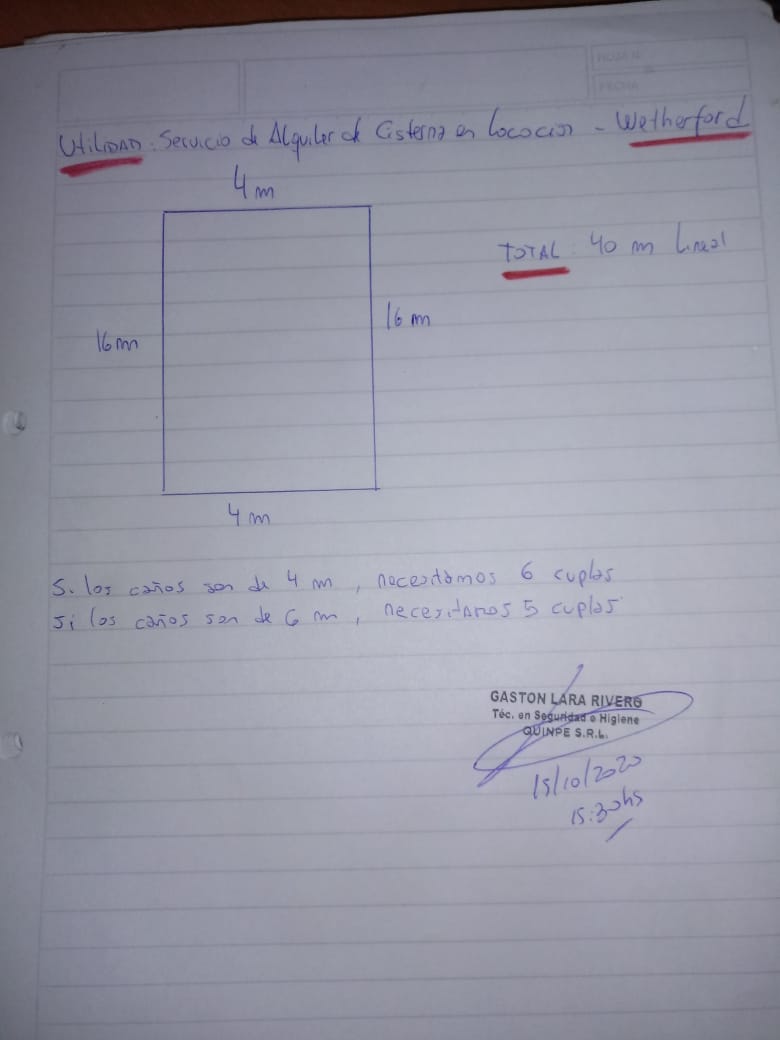 HOJA N
FECHA
UTILIDAD: Servicio de Alquiler de Cisterna en Locación - Wetherford
4 m
TOTAL: 40 m Lineal
16 m
16 m
4 m
Si los caños son de 4 m, necesitamos 6 cuplas
Si los caños son de 6 m, necesitamos 5 cuplas
GASTON LARA RIVERO
Téc. en Seguridad e Higiene
QUINPE S.R.L.
15/10/2020
15:30hs